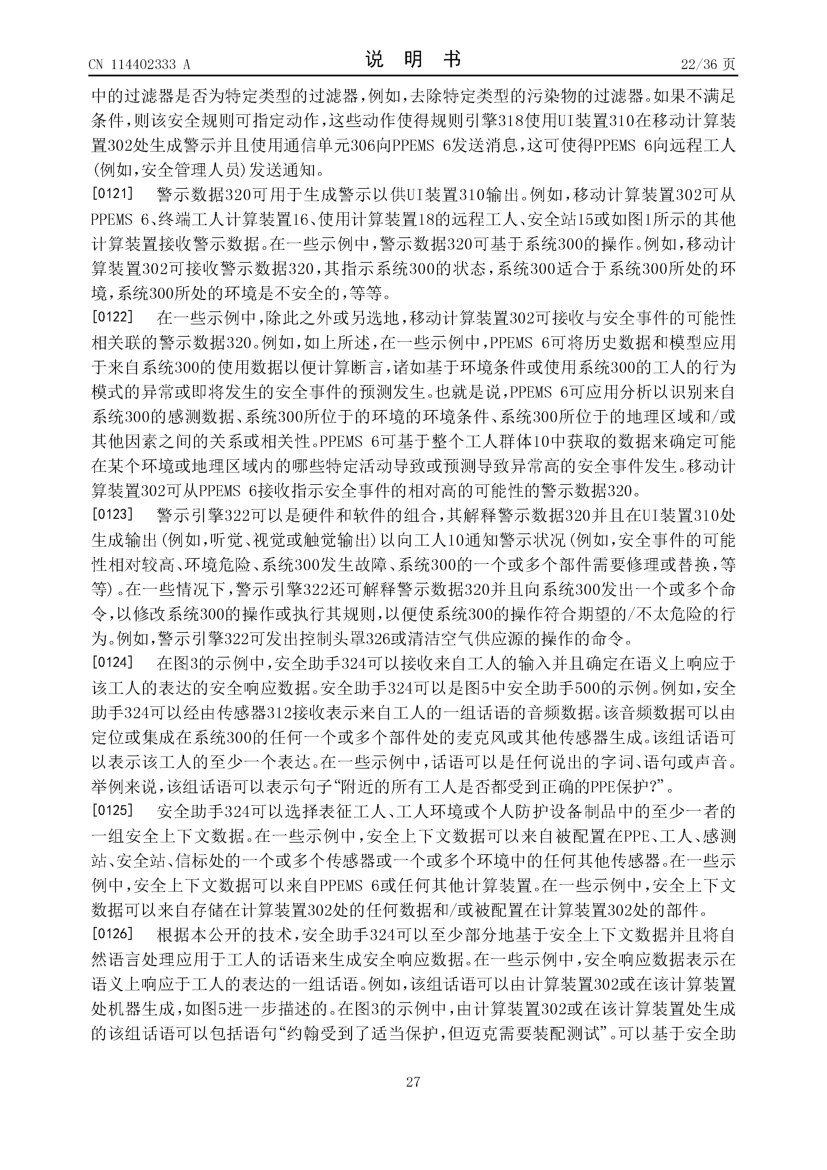 CN 114402333 A
说 明 书
22/36 页
中的过滤器是否为特定类型的过滤器,例如,去除特定类型的污染物的过滤器。如果不满足
条件,则该安全规则可指定动作,这些动作使得规则引擎318使用UI装置310在移动计算装
置302处生成警示并且使用通信单元306向PPEMS 6发送消息,这可使得PPEMS 6向远程工人
(例如,安全管理人员)发送通知。
[0121] 警示数据320可用于生成警示以供UI装置310输出。例如,移动计算装置302可从
PPEMS 6、终端工人计算装置16、使用计算装置18的远程工人、安全站15或如图1所示的其他
计算装置接收警示数据。在一些示例中,警示数据320可基于系统300的操作。例如,移动计
算装置302可接收警示数据320,其指示系统300的状态,系统300适合于系统300所处的环
境,系统300所处的环境是不安全的,等等。
[0122] 在一些示例中,除此之外或另选地,移动计算装置302可接收与安全事件的可能性
相关联的警示数据320。例如,如上所述,在一些示例中,PPEMS 6可将历史数据和模型应用
于来自系统300的使用数据以便计算断言,诸如基于环境条件或使用系统300的工人的行为
模式的异常或即将发生的安全事件的预测发生。也就是说,PPEMS 6可应用分析以识别来自
系统300的感测数据、系统300所位于的环境的环境条件、系统300所位于的地理区域和/或
其他因素之间的关系或相关性。PPEMS 6可基于整个工人群体10中获取的数据来确定可能
在某个环境或地理区域内的哪些特定活动导致或预测导致异常高的安全事件发生。移动计
算装置302可从PPEMS 6接收指示安全事件的相对高的可能性的警示数据320。
[0123] 警示引擎322可以是硬件和软件的组合,其解释警示数据320并且在UI装置310处
生成输出(例如,听觉、视觉或触觉输出)以向工人10通知警示状况(例如,安全事件的可能
性相对较高、环境危险、系统300发生故障、系统300的一个或多个部件需要修理或替换,等
等)。在一些情况下,警示引擎322还可解释警示数据320并且向系统300发出一个或多个命
令,以修改系统300的操作或执行其规则,以便使系统300的操作符合期望的/不太危险的行
为。例如,警示引擎322可发出控制头罩326或清洁空气供应源的操作的命令。
[0124] 在图3的示例中,安全助手324可以接收来自工人的输入并且确定在语义上响应于
该工人的表达的安全响应数据。安全助手324可以是图5中安全助手500的示例。例如,安全
助手324可以经由传感器312接收表示来自工人的一组话语的音频数据。该音频数据可以由
定位或集成在系统300的任何一个或多个部件处的麦克风或其他传感器生成。该组话语可
以表示该工人的至少一个表达。在一些示例中,话语可以是任何说出的字词、语句或声音。
举例来说,该组话语可以表示句子“附近的所有工人是否都受到正确的PPE保护?”。
[0125] 安全助手324可以选择表征工人、工人环境或个人防护设备制品中的至少一者的
一组安全上下文数据。在一些示例中,安全上下文数据可以来自被配置在PPE、工人、感测
站、安全站、信标处的一个或多个传感器或一个或多个环境中的任何其他传感器。在一些示
例中,安全上下文数据可以来自PPEMS 6或任何其他计算装置。在一些示例中,安全上下文
数据可以来自存储在计算装置302处的任何数据和/或被配置在计算装置302处的部件。
[0126] 根据本公开的技术,安全助手324可以至少部分地基于安全上下文数据并且将自
然语言处理应用于工人的话语来生成安全响应数据。在一些示例中,安全响应数据表示在
语义上响应于工人的表达的一组话语。例如,该组话语可以由计算装置302或在该计算装置
处机器生成,如图5进一步描述的。在图3的示例中,由计算装置302或在该计算装置处生成
的该组话语可以包括语句“约翰受到了适当保护,但迈克需要装配测试”。可以基于安全助
27